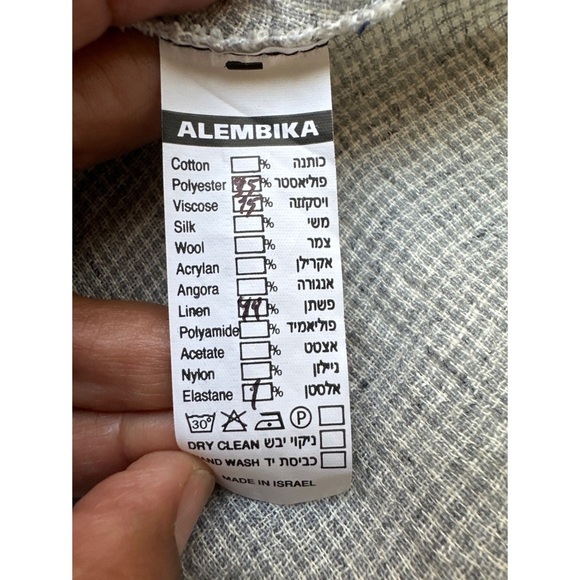 ALEMBIKA
Cotton % כותנה
Polyester % פוליאסטר
Viscose % ויסקוזה
Silk % משי
Wool % צמר
Acrylan % אקרילן
Angora % אנגורה
Linen % פשתן
Polyamide % פוליאמיד
Acetate % אצטט
Nylon % ניילון
Elastane 1 % אלסטן
30° P
DRY CLEAN ניקוי יבש
AND WASH כביסת יד
MADE IN ISRAEL